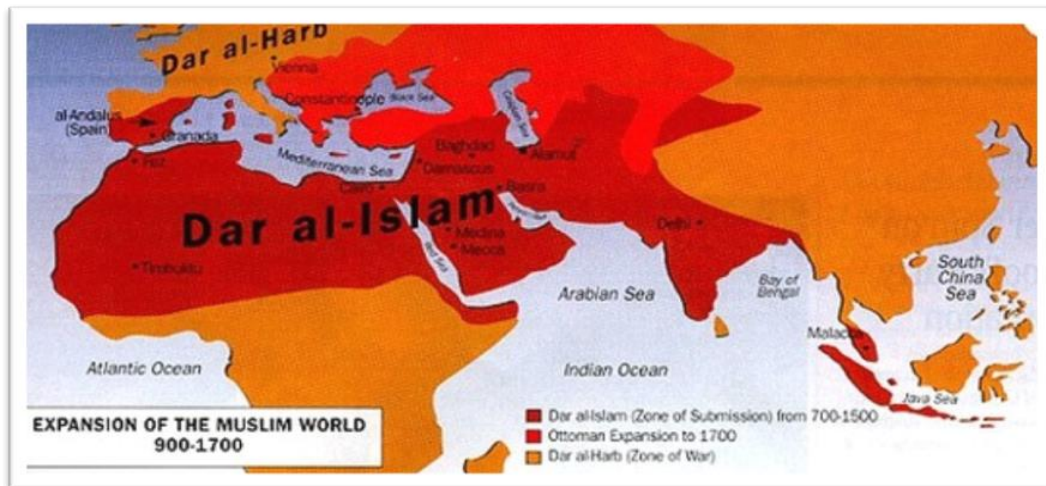 Dar al-Harb
Vienna
Constantinople
Black Sea
Caspian Sea
al-Andalus
(Spain)
Granada
Fez
Mediterranean Sea
Baghdad
Damascus
Alamut
Cairo
Basra
Dar al-Islam
Delhi
Medina
Mecca
Red Sea
Timbuktu
Arabian Sea
Bay of
Bengal
South
China
Sea
Malacca
Atlantic Ocean
Indian Ocean
Java Sea
EXPANSION OF THE MUSLIM WORLD
900-1700
Dar al-Islam (Zone of Submission) from 700-1500
Ottoman Expansion to 1700
Dar al-Harb (Zone of War)